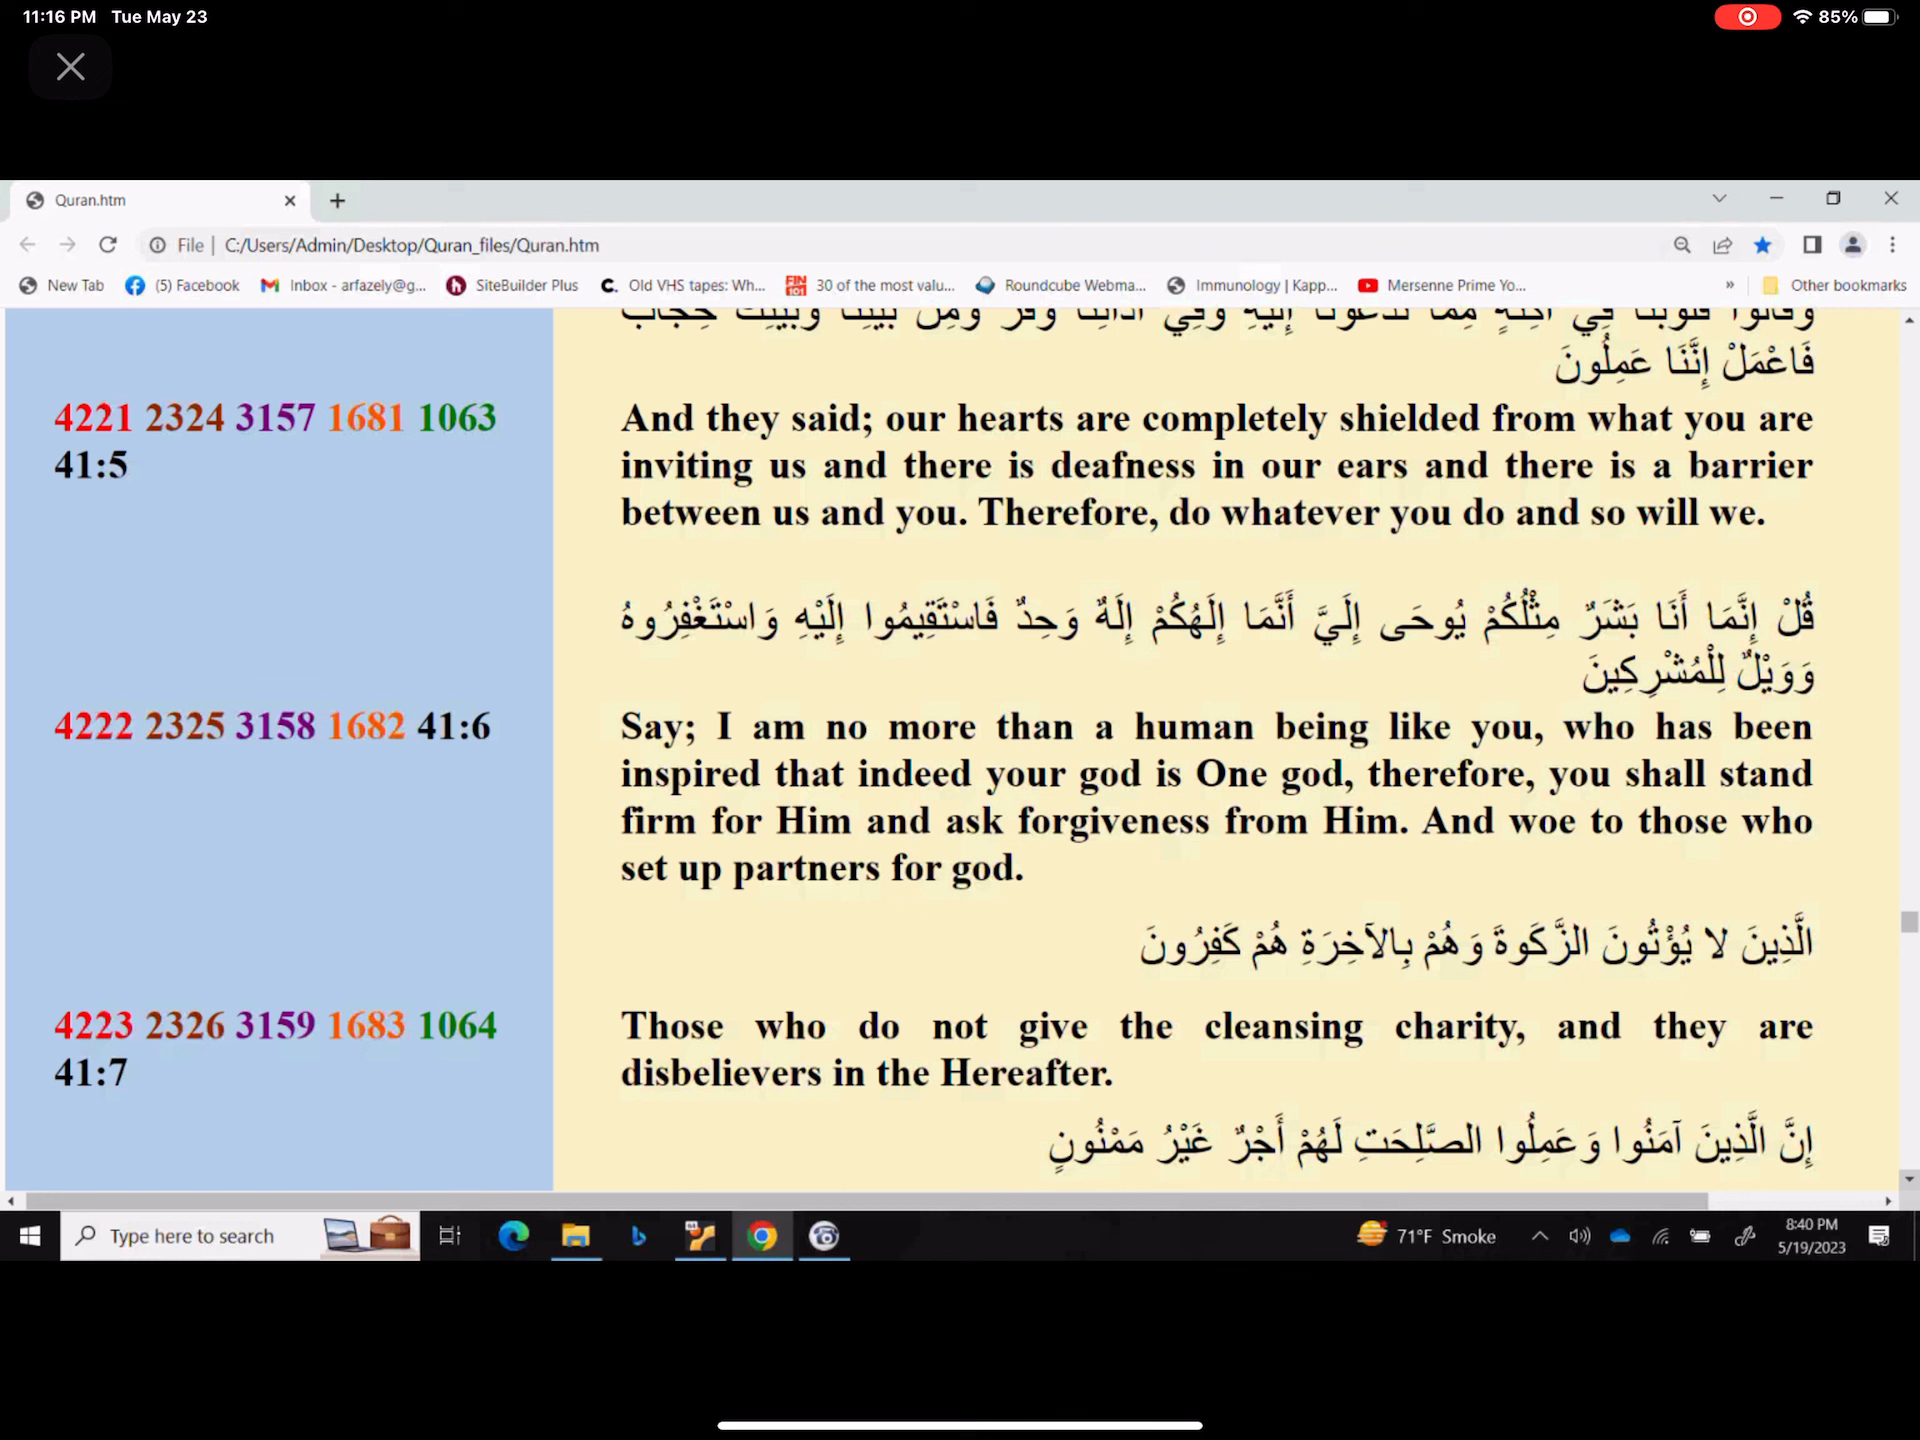 11:16 PM Tue May 23
85%
Quran.htm
File | C:/Users/Admin/Desktop/Quran_files/Quran.htm
New Tab (5) Facebook Inbox - arfazely@g... SiteBuilder Plus Old VHS tapes: Wh... FIN 101 30 of the most valu... Roundcube Webma... Immunology | Kapp... Mersenne Prime Yo... » Other bookmarks
فَاعْمَلْ إِنَّنَا عَمِلُونَ
4221 2324 3157 1681 1063
41:5
And they said; our hearts are completely shielded from what you are
inviting us and there is deafness in our ears and there is a barrier
between us and you. Therefore, do whatever you do and so will we.
قُلْ إِنَّمَا أَنَا بَشَرٌ مِثْلُكُمْ يُوحَى إِلَيَّ أَنَّمَا إِلَهُكُمْ إِلَهٌ وَحِدٌ فَاسْتَقِيمُوا إِلَيْهِ وَاسْتَغْفِرُوهُ
وَوَيْلٌ لِلْمُشْرِكِينَ
4222 2325 3158 1682 41:6
Say; I am no more than a human being like you, who has been
inspired that indeed your god is One god, therefore, you shall stand
firm for Him and ask forgiveness from Him. And woe to those who
set up partners for god.
الَّذِينَ لا يُؤْتُونَ الزَّكَوةَ وَهُمْ بِالآخِرَةِ هُمْ كَفِرُونَ
4223 2326 3159 1683 1064
41:7
Those who do not give the cleansing charity, and they are
disbelievers in the Hereafter.
إِنَّ الَّذِينَ آمَنُوا وَعَمِلُوا الصَّلِحَتِ لَهُمْ أَجْرٌ غَيْرُ مَمْنُونٍ
Type here to search
71°F Smoke
8:40 PM
5/19/2023